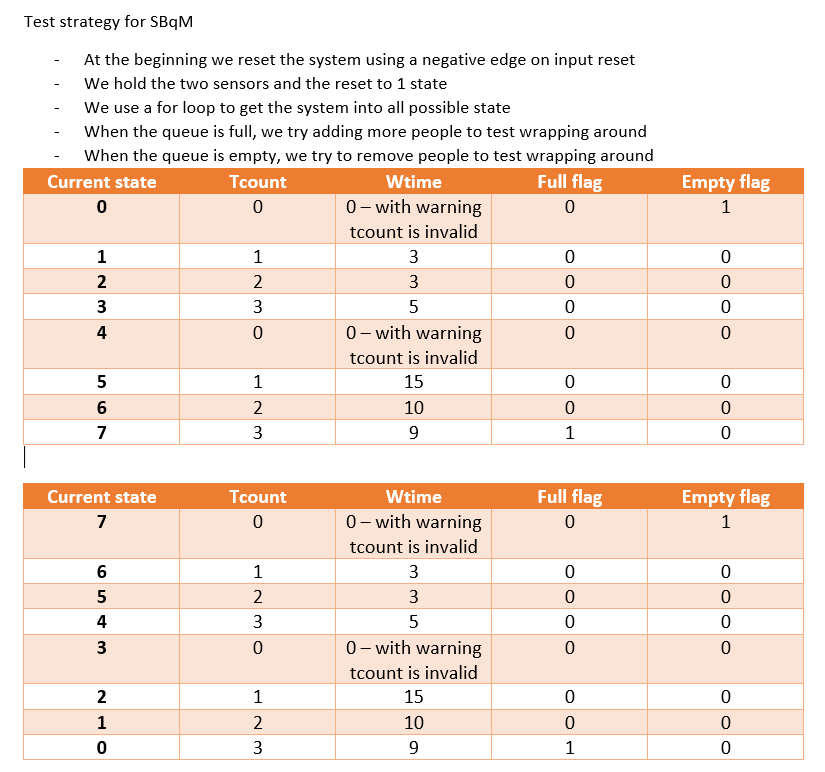 Test strategy for SBqM
- At the beginning we reset the system using a negative edge on input reset
- We hold the two sensors and the reset to 1 state
- We use a for loop to get the system into all possible state
- When the queue is full, we try adding more people to test wrapping around
- When the queue is empty, we try to remove people to test wrapping around
Current state Tcount Wtime Full flag Empty flag
0 0 0 – with warning tcount is invalid 0 1
1 1 3 0 0
2 2 3 0 0
3 3 5 0 0
4 0 0 – with warning tcount is invalid 0 0
5 1 15 0 0
6 2 10 0 0
7 3 9 1 0
Current state Tcount Wtime Full flag Empty flag
7 0 0 – with warning tcount is invalid 0 1
6 1 3 0 0
5 2 3 0 0
4 3 5 0 0
3 0 0 – with warning tcount is invalid 0 0
2 1 15 0 0
1 2 10 0 0
0 3 9 1 0